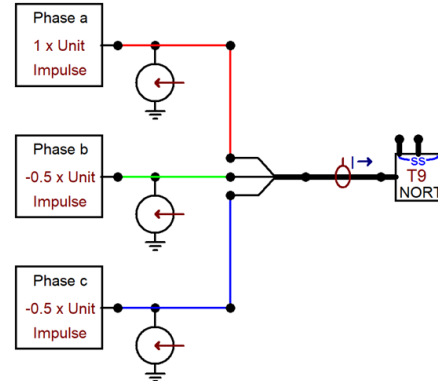 Phase a
1 x Unit
Impulse
Phase b
-0.5 x Unit
Impulse
Phase c
-0.5 x Unit
Impulse
I
SS
T9
NORT